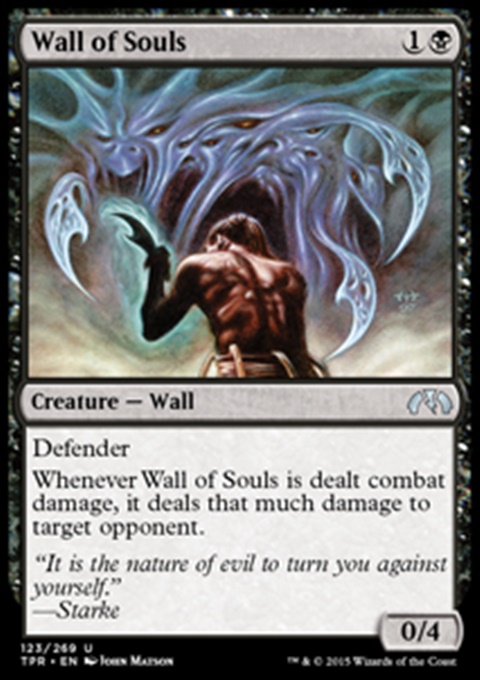 Wall of Souls 1
Creature — Wall
Defender
Whenever Wall of Souls is dealt combat
damage, it deals that much damage to
target opponent.
“It is the nature of evil to turn you against
yourself.”
—Starke
0/4
123/269 U
TPR • EN John Matson
™ & © 2015 Wizards of the Coast